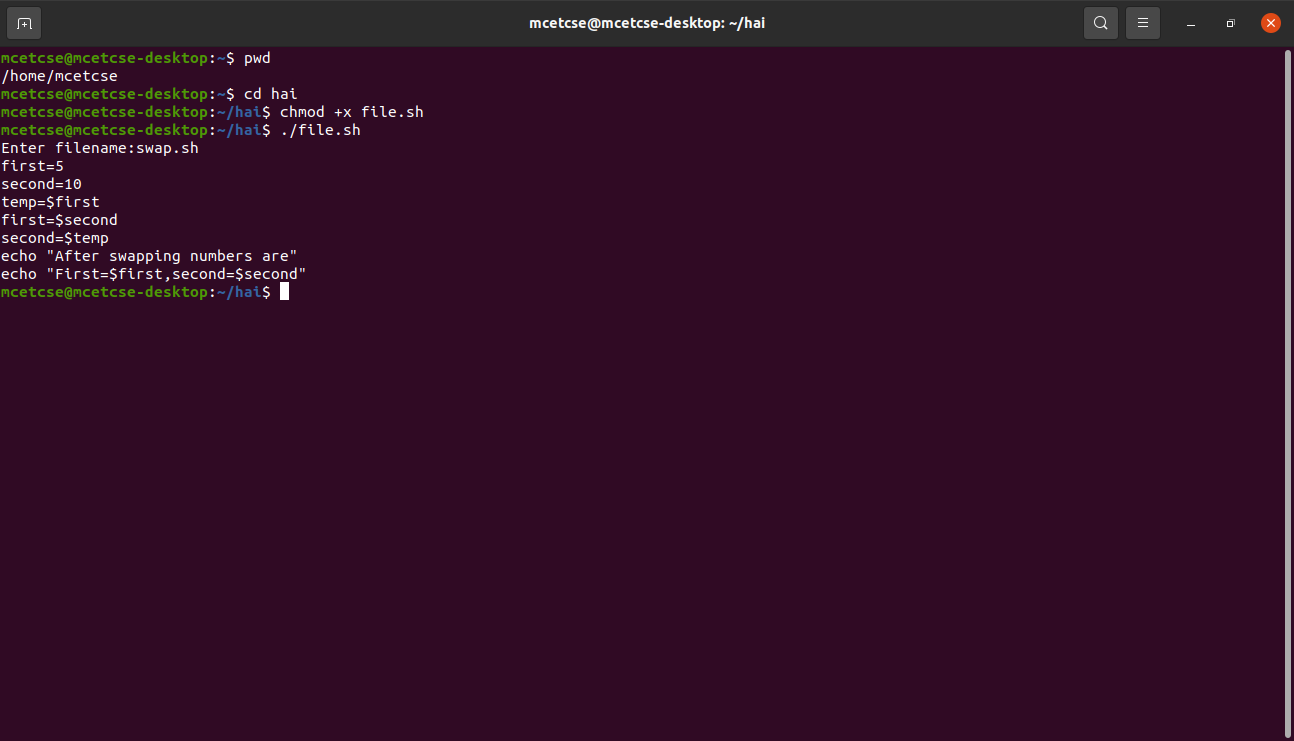 mcetcse@mcetcse-desktop: ~/hai
mcetcse@mcetcse-desktop:~$ pwd
/home/mcetcse
mcetcse@mcetcse-desktop:~$ cd hai
mcetcse@mcetcse-desktop:~/hai$ chmod +x file.sh
mcetcse@mcetcse-desktop:~/hai$ ./file.sh
Enter filename:swap.sh
first=5
second=10
temp=$first
first=$second
second=$temp
echo "After swapping numbers are"
echo "First=$first,second=$second"
mcetcse@mcetcse-desktop:~/hai$